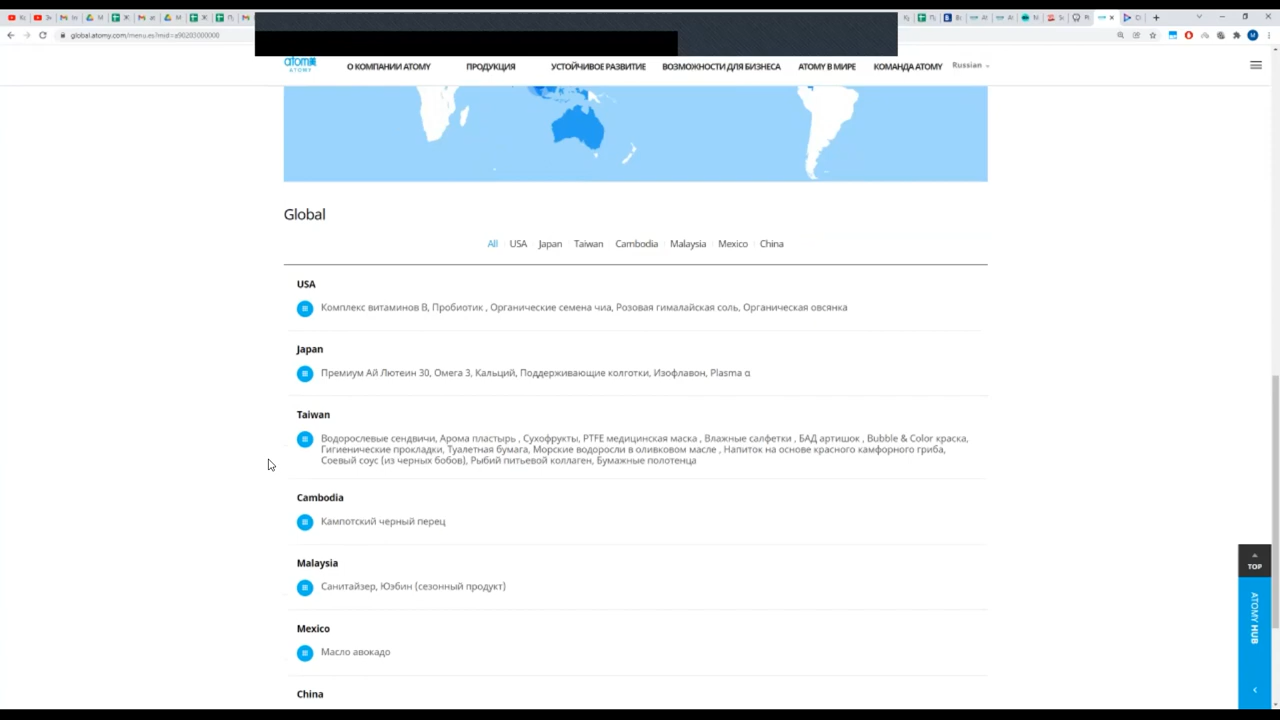 global.atomy.com/menu.es?mid=a90203000000
atomy
ATOMY
О КОМПАНИИ ATOMY
ПРОДУКЦИЯ
УСТОЙЧИВОЕ РАЗВИТИЕ
ВОЗМОЖНОСТИ ДЛЯ БИЗНЕСА
ATOMY В МИРЕ
КОМАНДА ATOMY
Russian
Global
All USA Japan Taiwan Cambodia Malaysia Mexico China
USA
Комплекс витаминов B, Пробиотик , Органические семена чиа, Розовая гималайская соль, Органическая овсянка
Japan
Премиум Ай Лютеин 30, Омега 3, Кальций, Поддерживающие колготки, Изофлавон, Plasma α
Taiwan
Водорослевые сендвичи, Арома пластырь , Сухофрукты, PTFE медицинская маска , Влажные салфетки , БАД артишок , Bubble & Color краска,
Гигиенические прокладки, Туалетная бумага, Морские водоросли в оливковом масле , Напиток на основе красного камфорного гриба,
Соевый соус (из черных бобов), Рыбий питьевой коллаген, Бумажные полотенца
Cambodia
Кампотский черный перец
Malaysia
Санитайзер, Юэбин (сезонный продукт)
Mexico
Масло авокадо
China
TOP
ATOMY HUB